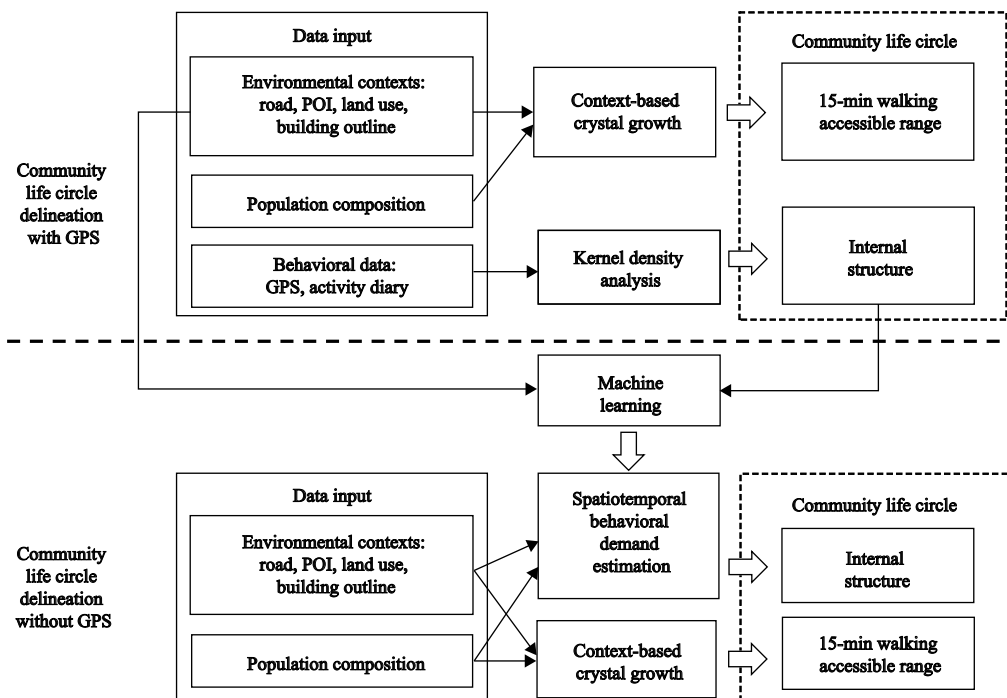 Community
life circle
delineation
with GPS
Data input
Environmental contexts:
road, POI, land use,
building outline
Population composition
Behavioral data:
GPS, activity diary
Context-based
crystal growth
Kernel density
analysis
Community life circle
15-min walking
accessible range
Internal
structure
Machine
learning
Community
life circle
delineation
without GPS
Data input
Environmental contexts:
road, POI, land use,
building outline
Population composition
Spatiotemporal
behavioral
demand
estimation
Context-based
crystal growth
Community life circle
Internal
structure
15-min walking
accessible range